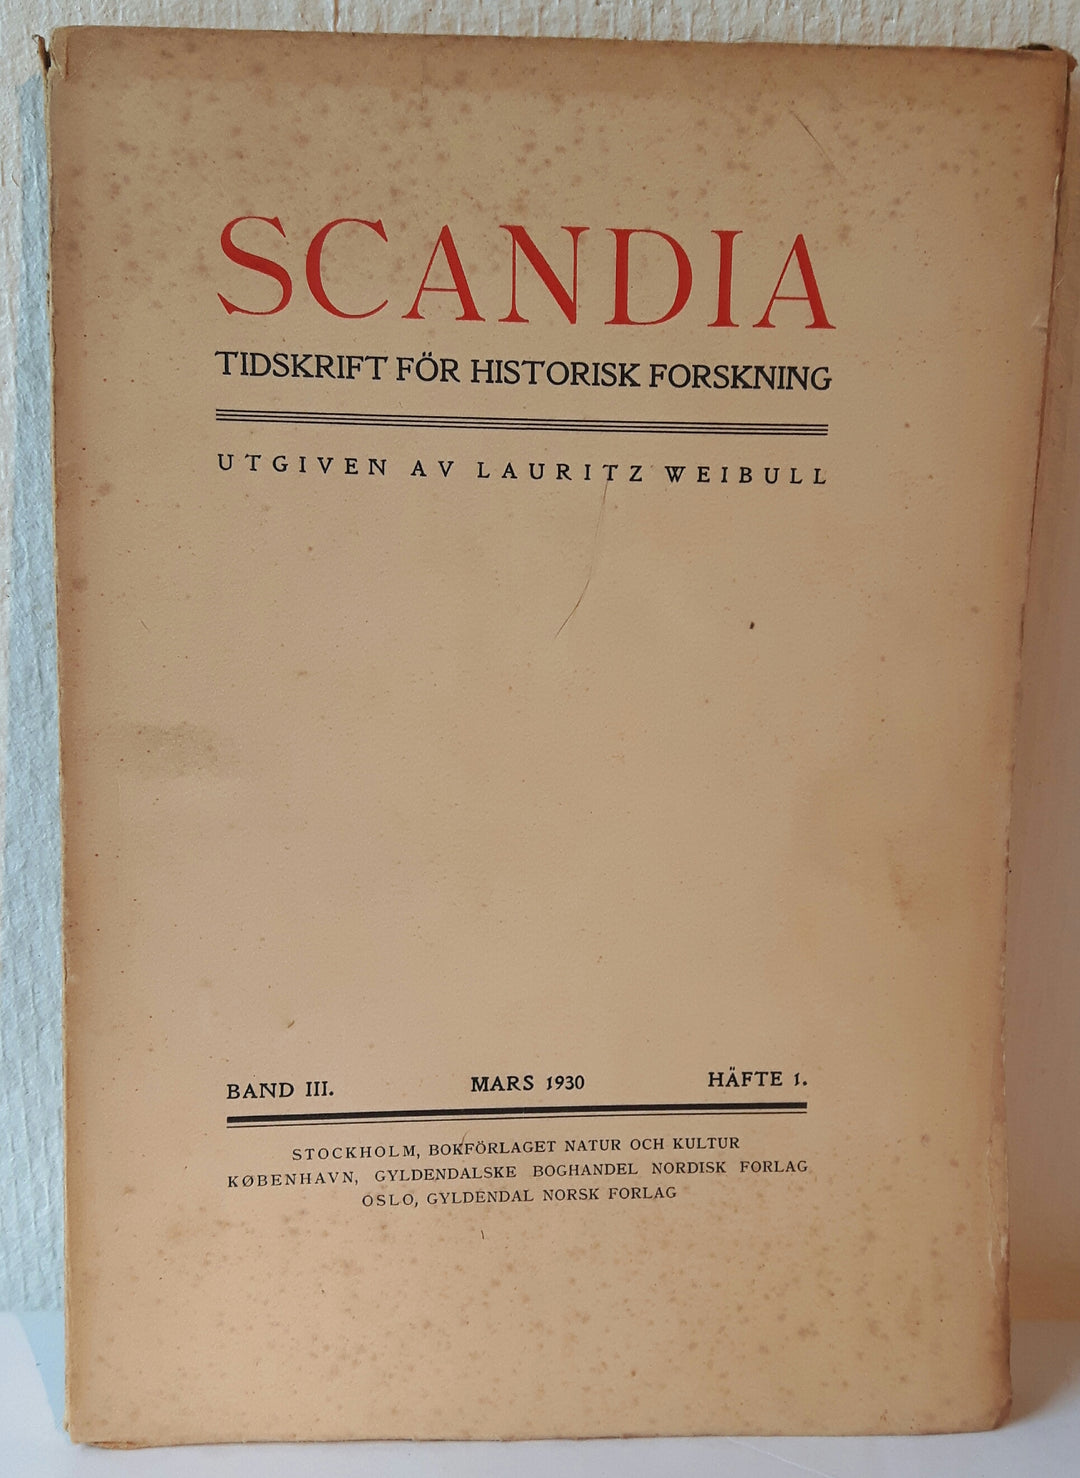 SCANDIA
TIDSKRIFT FÖR HISTORISK FORSKNING
UTGIVEN AV LAURITZ WEIBULL
BAND III. MARS 1930 HÄFTE 1.
STOCKHOLM, BOKFÖRLAGET NATUR OCH KULTUR
KØBENHAVN, GYLDENDALSKE BOGHANDEL NORDISK FORLAG
OSLO, GYLDENDAL NORSK FORLAG